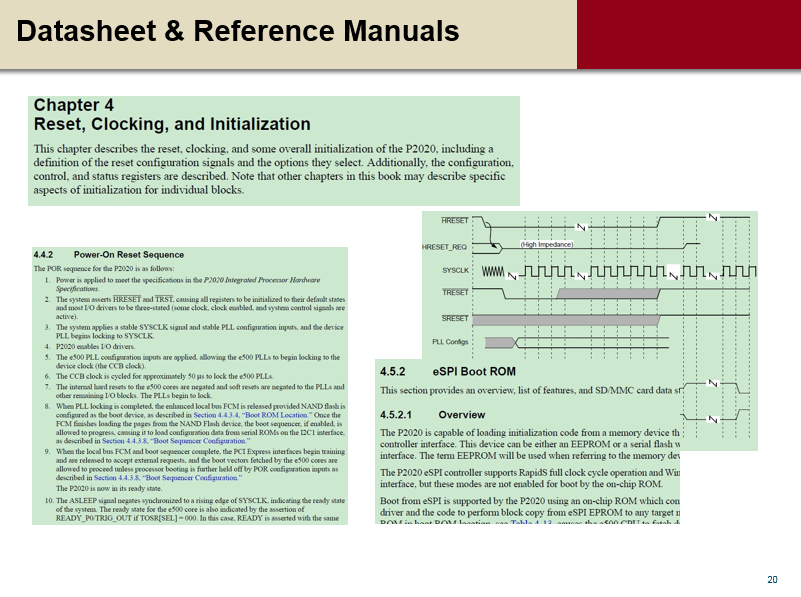 Datasheet & Reference Manuals
Chapter 4
Reset, Clocking, and Initialization
This chapter describes the reset, clocking, and some overall initialization of the P2020, including a
definition of the reset configuration signals and the options they select. Additionally, the configuration,
control, and status registers are described. Note that other chapters in this book may describe specific
aspects of initialization for individual blocks.
4.4.2 Power-On Reset Sequence
The POR sequence for the P2020 is as follows:
1. Power is applied to meet the specifications in the P2020 Integrated Processor Hardware
Specifications.
2. The system asserts HRESET and TRST, causing all registers to be initialized to their default states
and most I/O drivers to be three-stated (some clock, clock enabled, and system control signals are
active).
3. The system applies a stable SYSCLK signal and stable PLL configuration inputs, and the device
PLL begins locking to SYSCLK.
4. P2020 enables I/O drivers.
5. The e500 PLL configuration inputs are applied, allowing the e500 PLLs to begin locking to the
device clock (the CCB clock).
6. The CCB clock is cycled for approximately 50 µs to lock the e500 PLLs.
7. The internal hard resets to the e500 cores are negated and soft resets are negated to the PLLs and
other remaining I/O blocks. The PLLs begin to lock.
8. When PLL locking is completed, the enhanced local bus FCM is released provided NAND flash is
configured as the boot device, as described in Section 4.4.3.4, “Boot ROM Location.” Once the
FCM finishes loading the pages from the NAND Flash device, the boot sequencer, if enabled, is
allowed to progress, causing it to load configuration data from serial ROMs on the I2C1 interface,
as described in Section 4.4.3.8, “Boot Sequencer Configuration.”
9. When the local bus FCM and boot sequencer complete, the PCI Express interfaces begin training
and are released to accept external requests, and the boot vectors fetched by the e500 cores are
allowed to proceed unless processor booting is further held off by POR configuration inputs as
described in Section 4.4.3.8, “Boot Sequencer Configuration.”
The P2020 is now in its ready state.
10. The ASLEEP signal negates synchronized to a rising edge of SYSCLK, indicating the ready state
of the system. The ready state for the e500 core is also indicated by the assertion of
READY_P0/TRIG_OUT if TOSR[SEL] = 000. In this case, READY is asserted with the same
HRESET
HRESET_REQ
(High Impedance)
SYSCLK
TRESET
SRESET
PLL Configs
4.5.2 eSPI Boot ROM
This section provides an overview, list of features, and SD/MMC card data st
4.5.2.1 Overview
The P2020 is capable of loading initialization code from a memory device th
controller interface. This device can be either an EEPROM or a serial flash w
interface. The term EEPROM will be used when referring to the memory dev
The P2020 eSPI controller supports RapidS full clock cycle operation and Win
interface, but these modes are not enabled for boot by the on-chip ROM.
Boot from eSPI is supported by the P2020 using an on-chip ROM which con
driver and the code to perform block copy from eSPI EPROM to any target m
ROM in boot ROM location, see Table 4-13, causes the e500 CPU to fetch
20